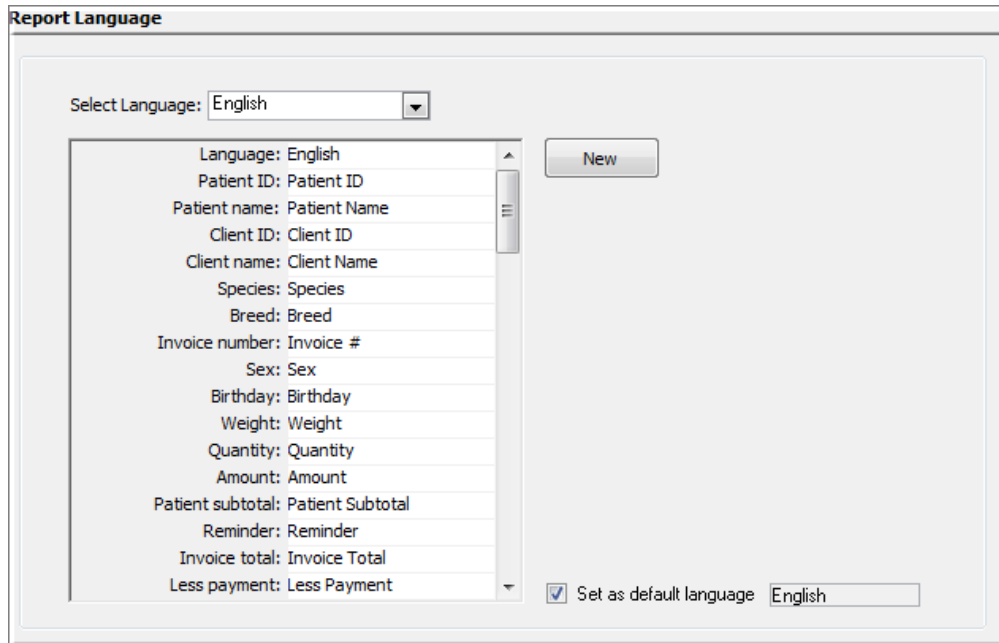 Report Language
Select Language: English
Language: English
New
Patient ID: Patient ID
Patient name: Patient Name
Client ID: Client ID
Client name: Client Name
Species: Species
Breed: Breed
Invoice number: Invoice #
Sex: Sex
Birthday: Birthday
Weight: Weight
Quantity: Quantity
Amount: Amount
Patient subtotal: Patient Subtotal
Reminder: Reminder
Invoice total: Invoice Total
Less payment: Less Payment
Set as default language English